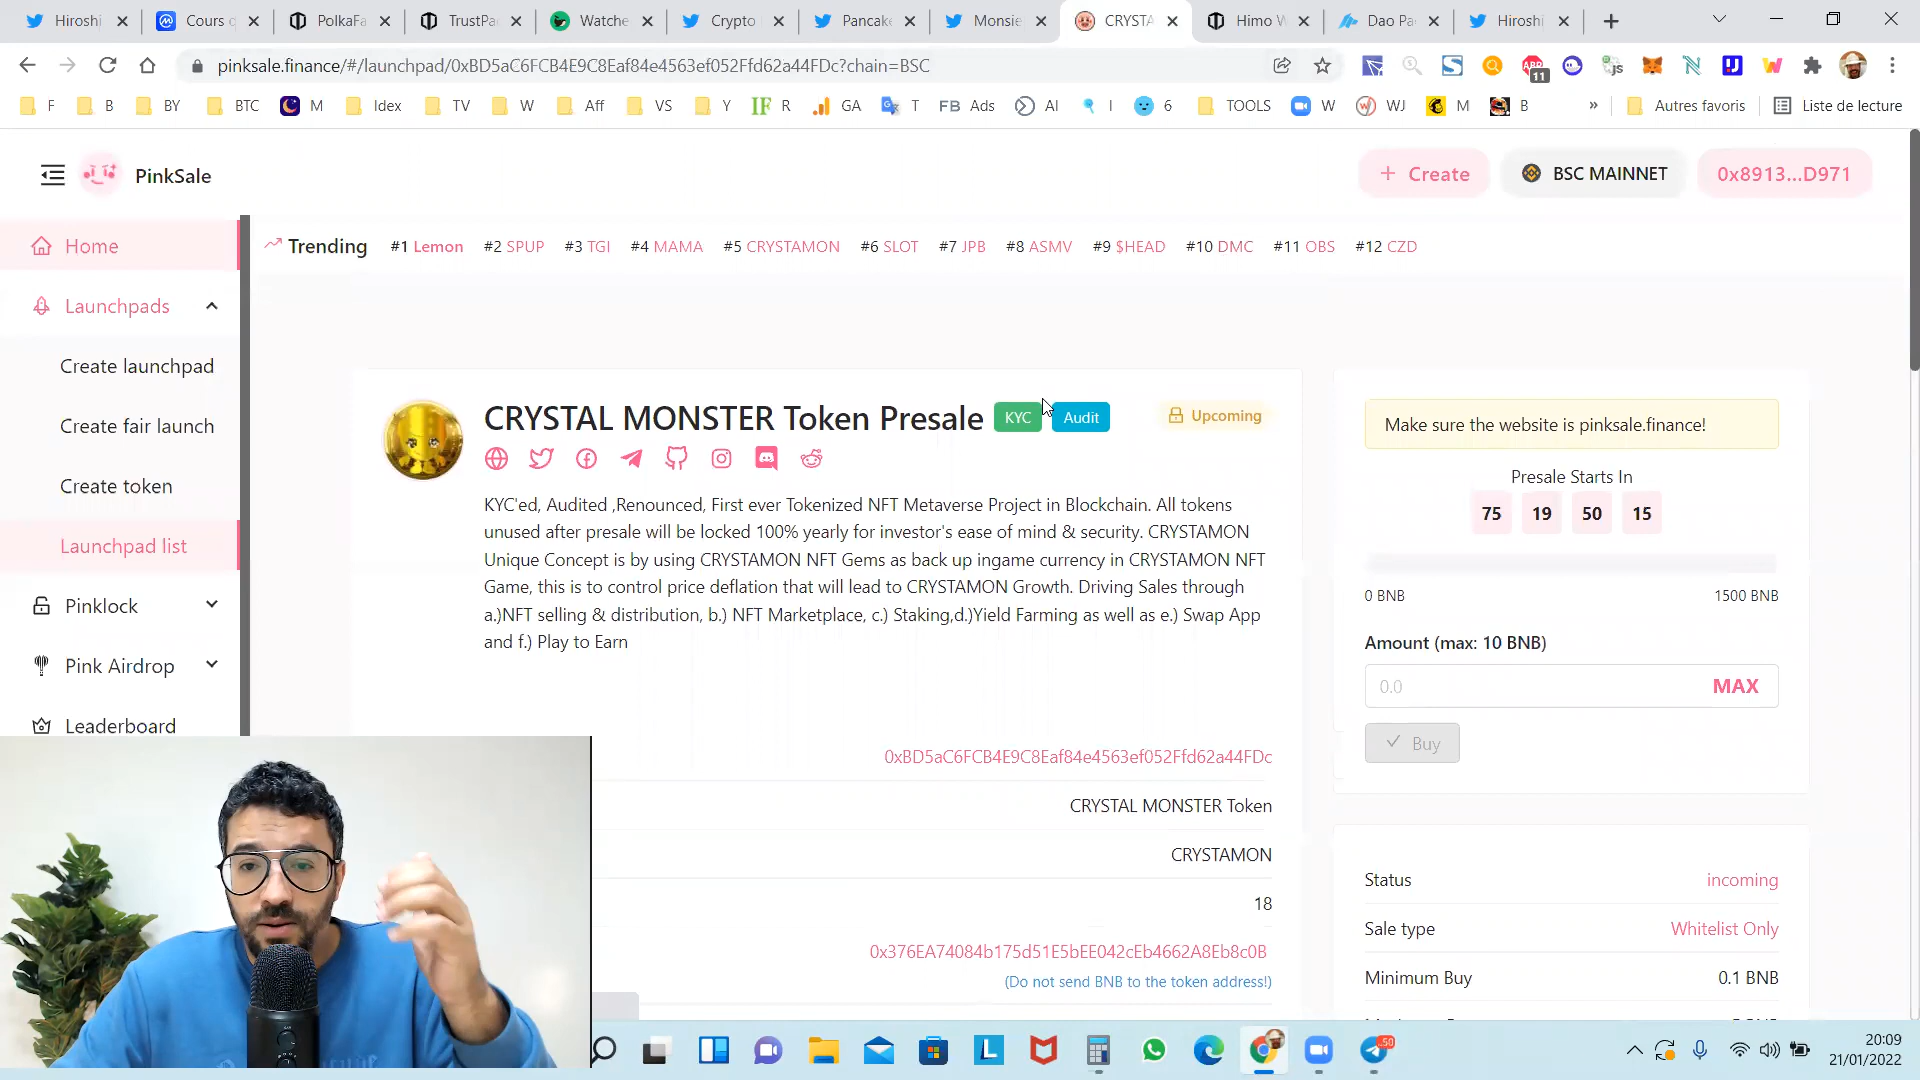 Hiroshi
Cours
PolkaFa
TrustPa
Watche
Crypto
Pancak
Monsie
CRYSTA
Himo W
Dao Pa
Hiroshi
pinksale.finance/#/launchpad/0xBD5aC6FCB4E9C8Eaf84e4563ef052Ffd62a44FDc?chain=BSC
11
F
B
BY
BTC
M
Idex
TV
W
Aff
VS
Y
IF R
GA
T
FB Ads
AI
I
6
TOOLS
W
WJ
M
B
»
Autres favoris
Liste de lecture
PinkSale
+ Create
BSC MAINNET
0x8913...D971
Home
Launchpads
Create launchpad
Create fair launch
Create token
Launchpad list
Pinklock
Pink Airdrop
Leaderboard
Trending
#1 Lemon
#2 SPUP
#3 TGI
#4 MAMA
#5 CRYSTAMON
#6 SLOT
#7 JPB
#8 ASMV
#9 $HEAD
#10 DMC
#11 OBS
#12 CZD
CRYSTAL MONSTER Token Presale
KYC
Audit
Upcoming
KYC'ed, Audited ,Renounced, First ever Tokenized NFT Metaverse Project in Blockchain. All tokens
unused after presale will be locked 100% yearly for investor's ease of mind & security. CRYSTAMON
Unique Concept is by using CRYSTAMON NFT Gems as back up ingame currency in CRYSTAMON NFT
Game, this is to control price deflation that will lead to CRYSTAMON Growth. Driving Sales through
a.)NFT selling & distribution, b.) NFT Marketplace, c.) Staking,d.)Yield Farming as well as e.) Swap App
and f.) Play to Earn
0xBD5aC6FCB4E9C8Eaf84e4563ef052Ffd62a44FDc
CRYSTAL MONSTER Token
CRYSTAMON
18
0x376EA74084b175d51E5bEE042cEb4662A8Eb8c0B
(Do not send BNB to the token address!)
Make sure the website is pinksale.finance!
Presale Starts In
75 19 50 15
0 BNB
1500 BNB
Amount (max: 10 BNB)
0.0
MAX
Buy
Status
incoming
Sale type
Whitelist Only
Minimum Buy
0.1 BNB
L
50
20:09
21/01/2022